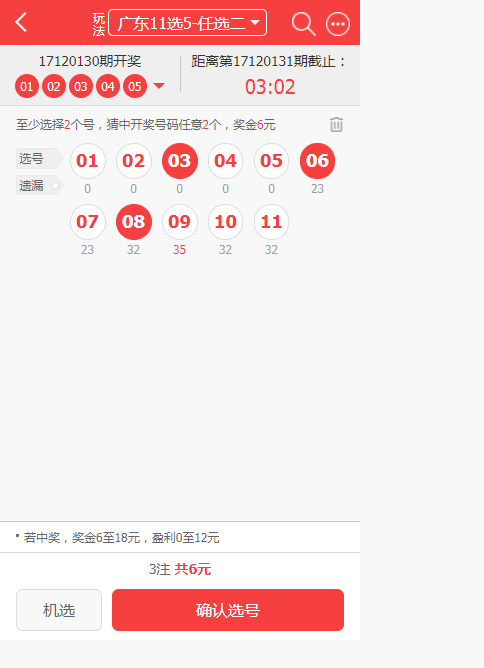 玩法 广东11选5-任选二
17120130期开奖 距离第17120131期截止：
01 02 03 04 05 03:02
至少选择2个号，猜中开奖号码任意2个，奖金6元
选号 01 02 03 04 05 06
遗漏 0 0 0 0 0 23
07 08 09 10 11
23 32 35 32 32
• 若中奖，奖金6至18元，盈利0至12元
3注 共6元
机选 确认选号